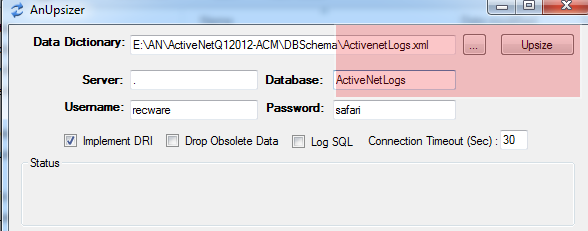 AnUpsizer
Data Dictionary: E:\AN\ActiveNetQ12012-ACM\DBSchema\ActivenetLogs.xml ... Upsize
Server: . Database: ActiveNetLogs
Username: recware Password: safari
Implement DRI Drop Obsolete Data Log SQL Connection Timeout (Sec) : 30
Status